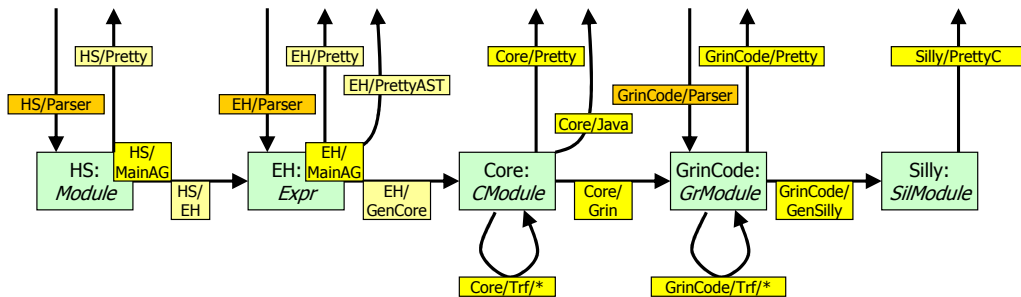 HS/Pretty
EH/Pretty
Core/Pretty
GrinCode/Pretty
Silly/PrettyC
EH/PrettyAST
HS/Parser
EH/Parser
GrinCode/Parser
Core/Java
HS:
Module
HS/
MainAG
HS/
EH
EH:
Expr
EH/
MainAG
EH/
GenCore
Core:
CModule
Core/
Grin
GrinCode:
GrModule
GrinCode/
GenSilly
Silly:
SilModule
Core/Trf/*
GrinCode/Trf/*